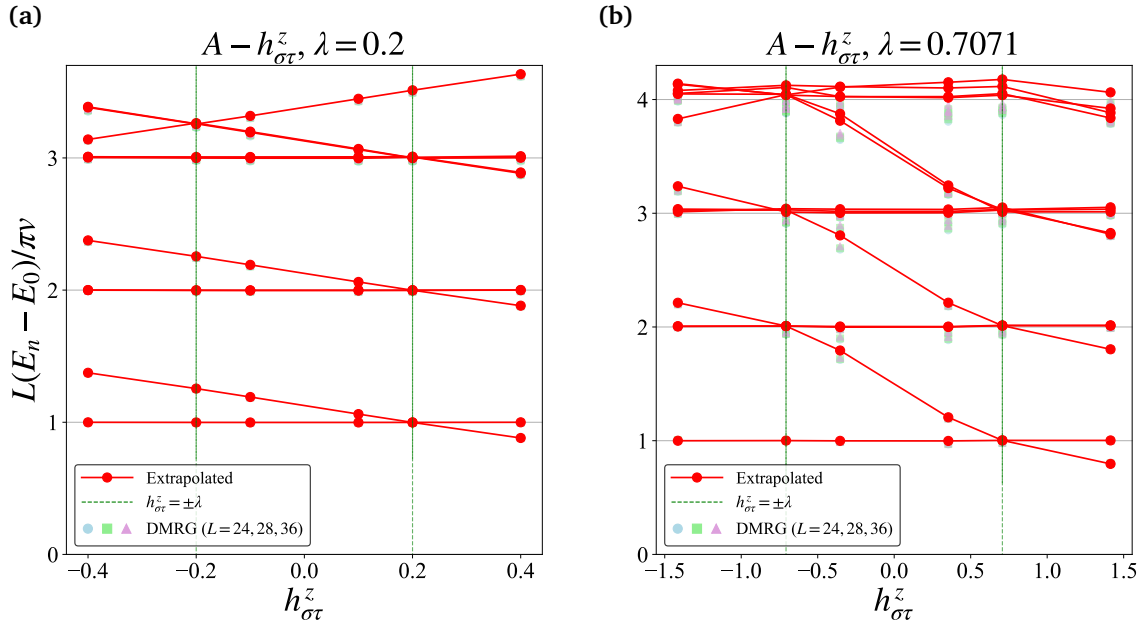 (a)
A − h^z_{στ}, λ = 0.2
L(E_n − E_0)/πv
3
2
1
0
Extrapolated
h^z_{στ} = ±λ
DMRG (L = 24, 28, 36)
−0.4 −0.2 0.0 0.2 0.4
h^z_{στ}
(b)
A − h^z_{στ}, λ = 0.7071
4
3
2
1
0
Extrapolated
h^z_{στ} = ±λ
DMRG (L = 24, 28, 36)
−1.5 −1.0 −0.5 0.0 0.5 1.0 1.5
h^z_{στ}